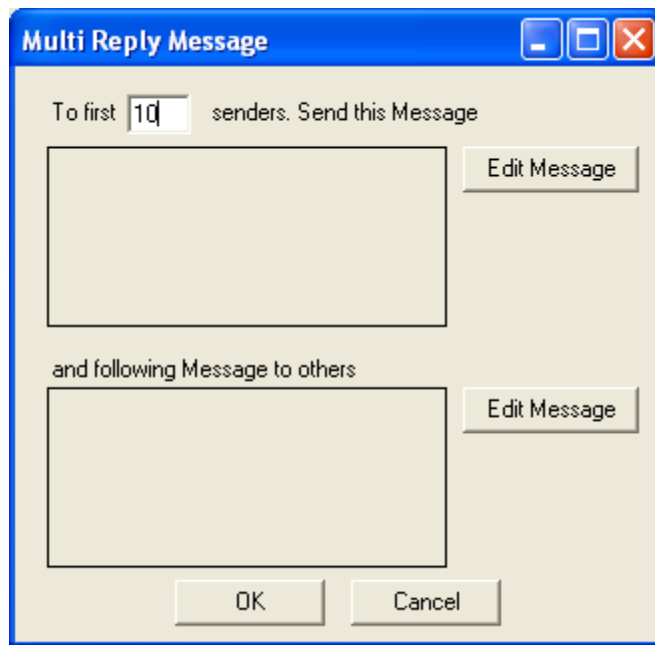 Multi Reply Message
To first 10 senders. Send this Message
Edit Message
and following Message to others
Edit Message
OK Cancel